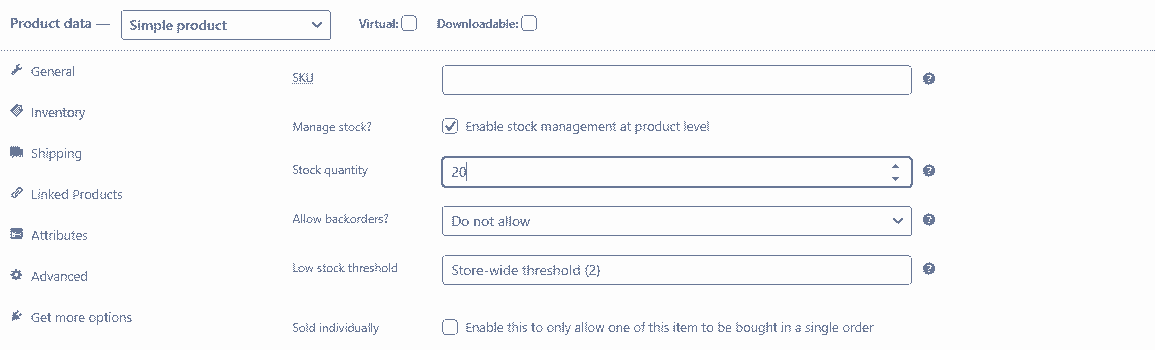 Product data — Simple product Virtual: Downloadable:
General
Inventory
Shipping
Linked Products
Attributes
Advanced
Get more options
SKU
Manage stock? Enable stock management at product level
Stock quantity 20
Allow backorders? Do not allow
Low stock threshold Store-wide threshold (2)
Sold individually Enable this to only allow one of this item to be bought in a single order